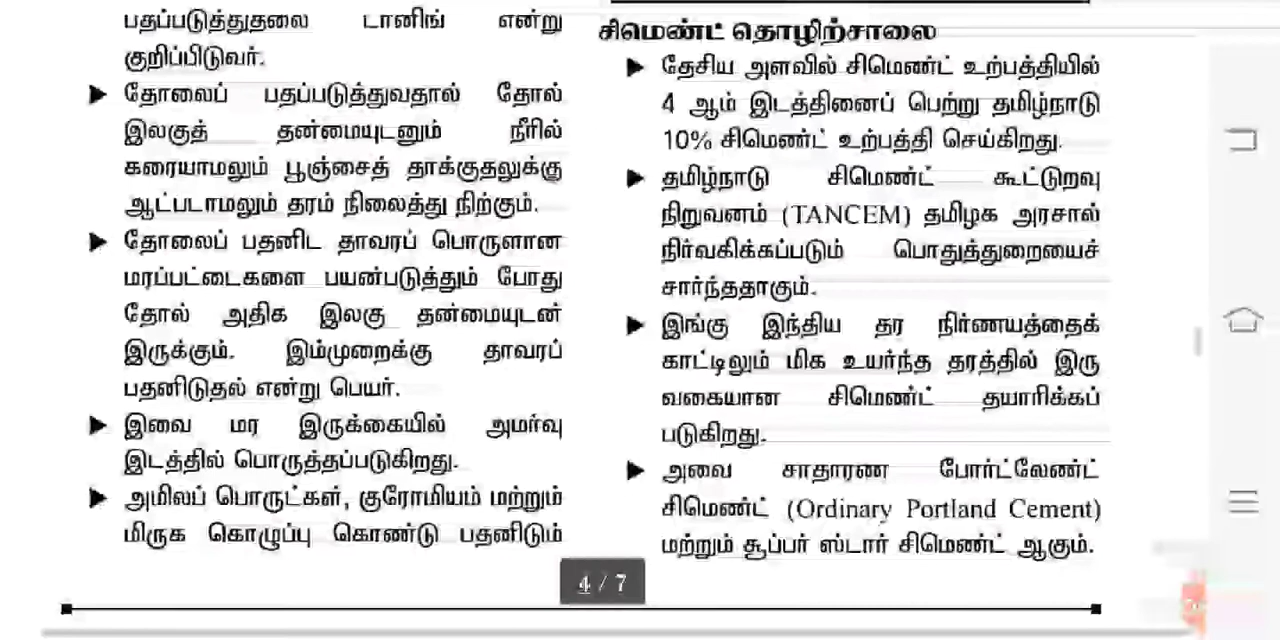 பதப்படுத்துதலை டானிங் என்று
குறிப்பிடுவர்.
▶ தோலைப் பதப்படுத்துவதால் தோல்
இலகுத் தன்மையுடனும் நீரில்
கரையாமலும் பூஞ்சைத் தாக்குதலுக்கு
ஆட்படாமலும் தரம் நிலைத்து நிற்கும்.
▶ தோலைப் பதனிட தாவரப் பொருளான
மரப்பட்டைகளை பயன்படுத்தும் போது
தோல் அதிக இலகு தன்மையுடன்
இருக்கும். இம்முறைக்கு தாவரப்
பதனிடுதல் என்று பெயர்.
▶ இவை மர இருக்கையில் அமர்வு
இடத்தில் பொருத்தப்படுகிறது.
▶ அமிலப் பொருட்கள், குரோமியம் மற்றும்
மிருக கொழுப்பு கொண்டு பதனிடும்
சிமெண்ட் தொழிற்சாலை
▶ தேசிய அளவில் சிமெண்ட் உற்பத்தியில்
4 ஆம் இடத்தினைப் பெற்று தமிழ்நாடு
10% சிமெண்ட் உற்பத்தி செய்கிறது.
▶ தமிழ்நாடு சிமெண்ட் கூட்டுறவு
நிறுவனம் (TANCEM) தமிழக அரசால்
நிர்வகிக்கப்படும் பொதுத்துறையைச்
சார்ந்ததாகும்.
▶ இங்கு இந்திய தர நிர்ணயத்தைக்
காட்டிலும் மிக உயர்ந்த தரத்தில் இரு
வகையான சிமெண்ட் தயாரிக்கப்
படுகிறது.
▶ அவை சாதாரண போர்ட்லேண்ட்
சிமெண்ட் (Ordinary Portland Cement)
மற்றும் சூப்பர் ஸ்டார் சிமெண்ட் ஆகும்.
4 / 7